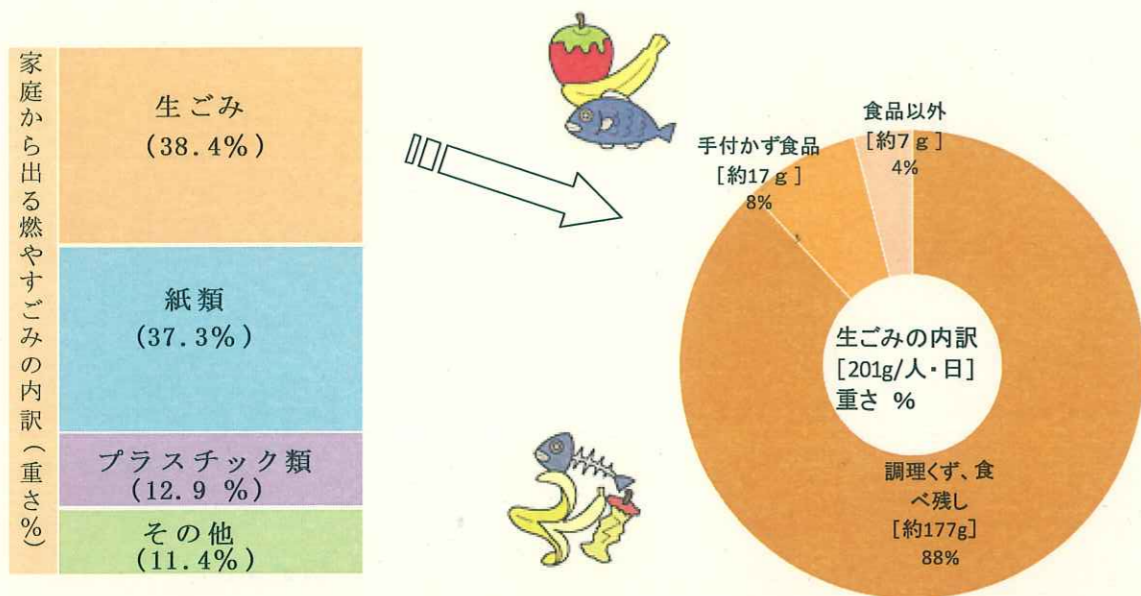 家庭から出る燃やすごみの内訳(重さ%)
生ごみ
(38.4%)
紙類
(37.3%)
プラスチック類
(12.9 %)
その他
(11.4%)
食品以外
[約7ｇ]
4%
手付かず食品
[約17ｇ]
8%
生ごみの内訳
[201g/人・日]
重さ %
調理くず、食
べ残し
[約177g]
88%